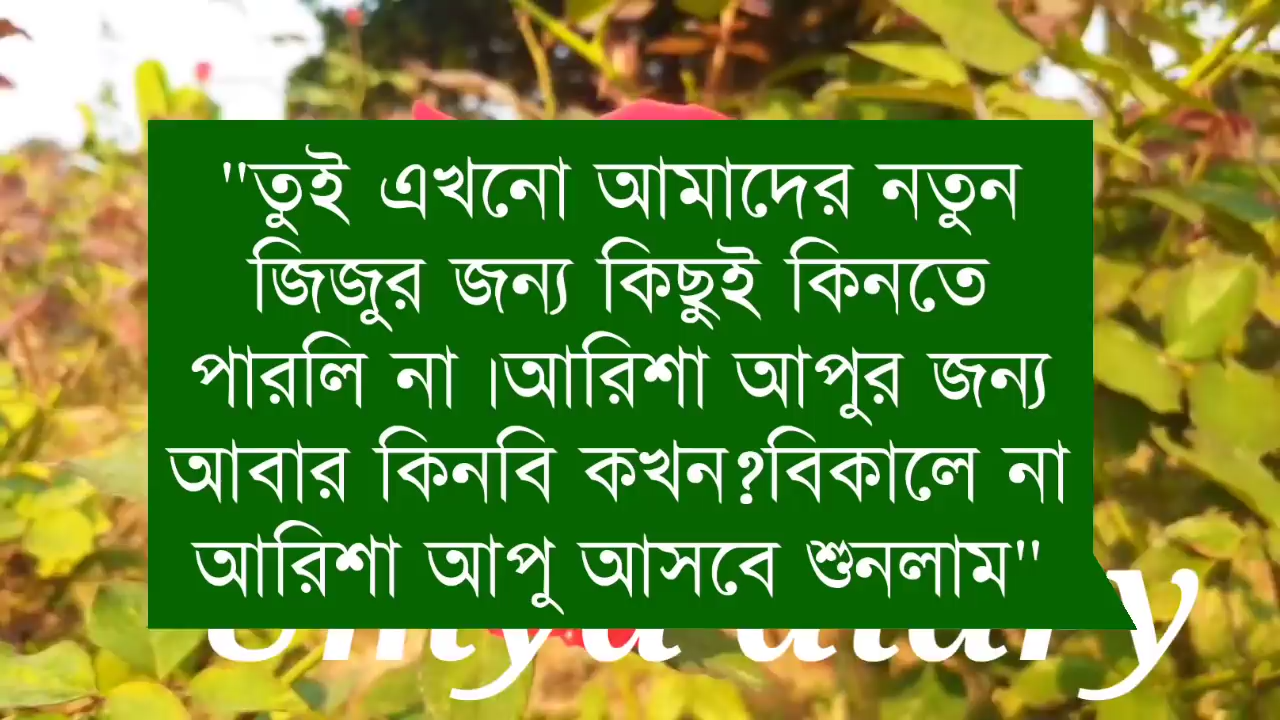 "তুই এখনো আমাদের নতুন
জিজুর জন্য কিছুই কিনতে
পারলি না।আরিশা আপুর জন্য
আবার কিনবি কখন?বিকালে না
আরিশা আপু আসবে শুনলাম"